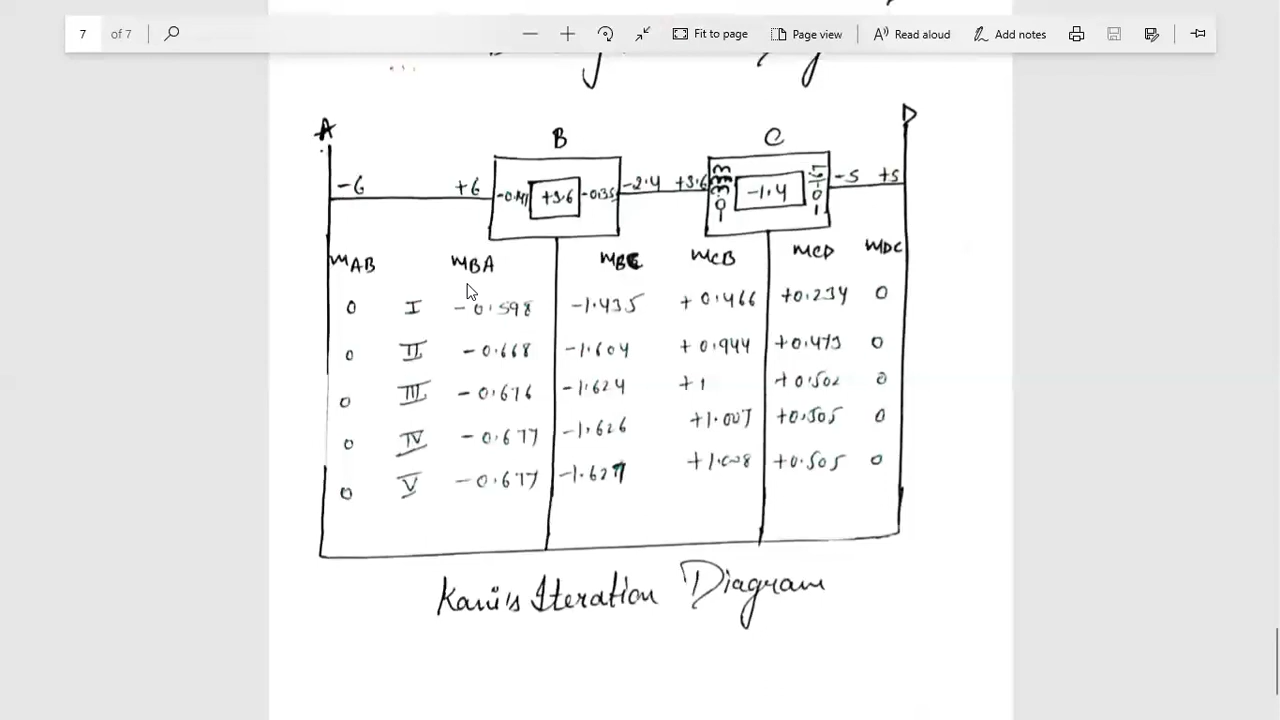 7 of 7 Fit to page Page view Read aloud Add notes
A B C D
-6 +6 +3.6 -2.4 +3.6 -1.4 -5 +5
MAB MBA MBC MCB MCD MDC
0 I -0.598 -1.435 +0.466 +0.234 0
0 II -0.668 -1.604 +0.944 +0.473 0
0 III -0.676 -1.624 +1 +0.502 0
0 IV -0.677 -1.626 +1.007 +0.505 0
0 V -0.677 -1.627 +1.008 +0.505 0
Kani's Iteration Diagram